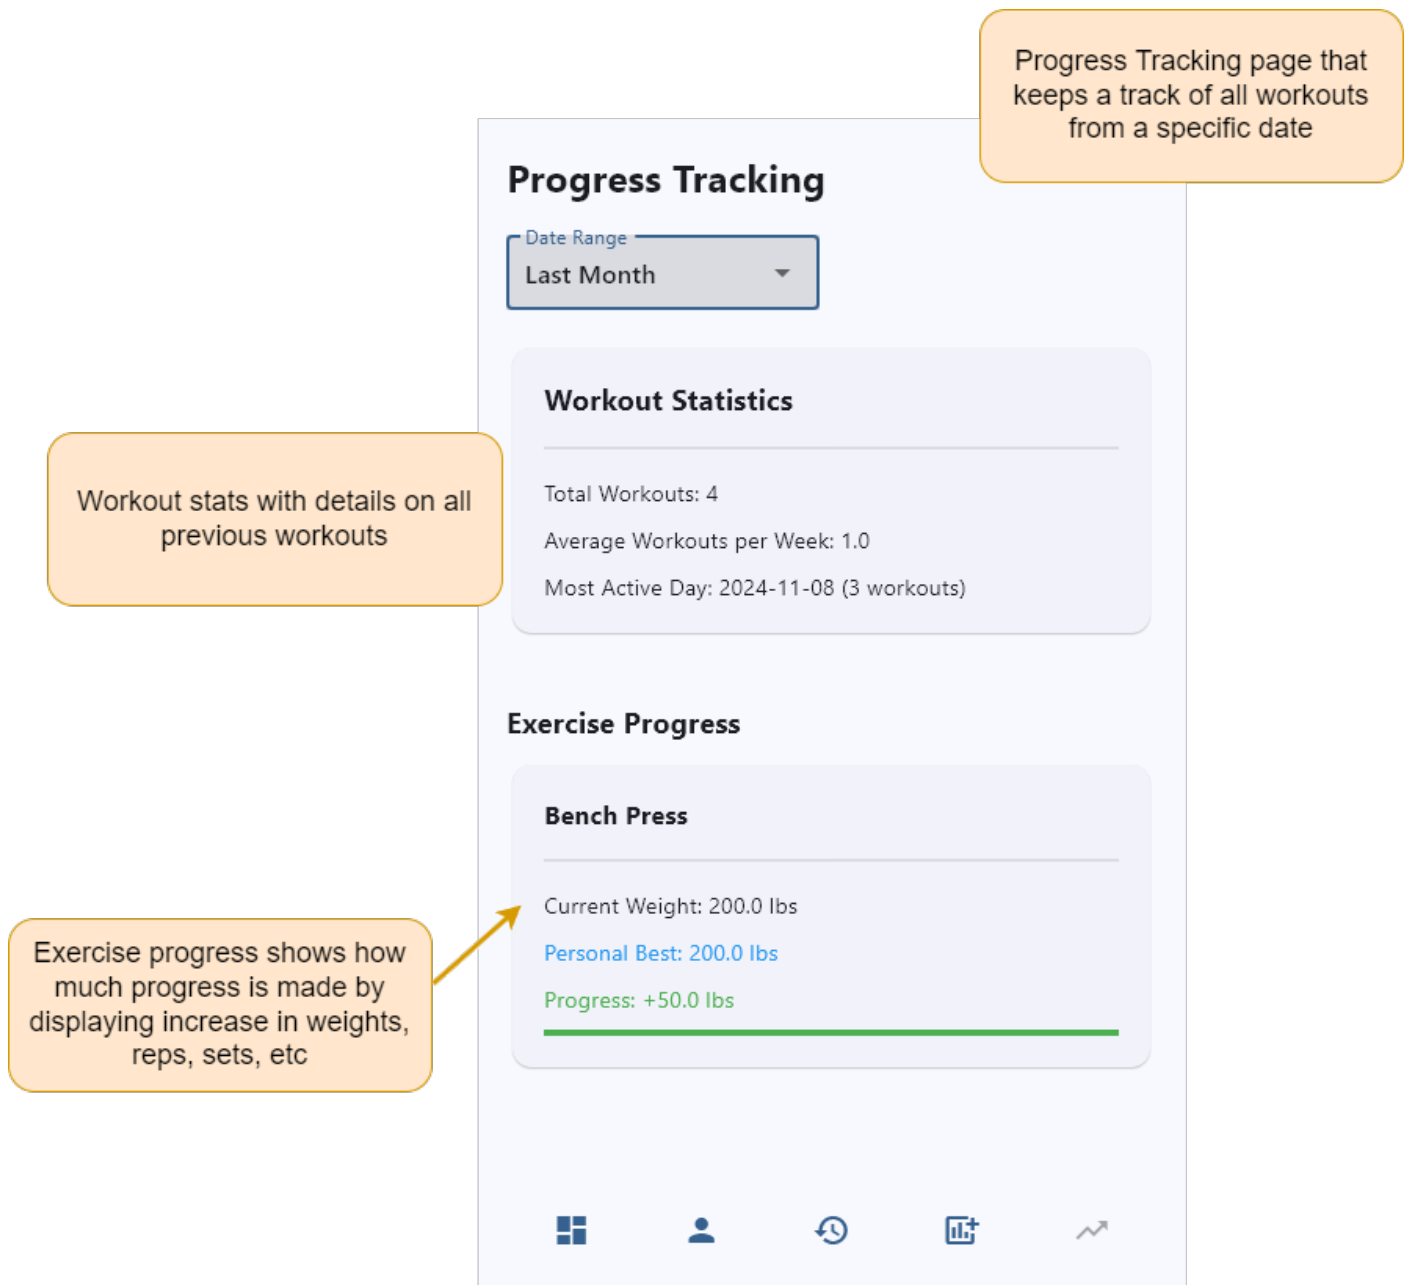 Progress Tracking page that
keeps a track of all workouts
from a specific date
Progress Tracking
Date Range
Last Month
Workout Statistics
Total Workouts: 4
Average Workouts per Week: 1.0
Most Active Day: 2024-11-08 (3 workouts)
Workout stats with details on all
previous workouts
Exercise Progress
Bench Press
Current Weight: 200.0 lbs
Personal Best: 200.0 lbs
Progress: +50.0 lbs
Exercise progress shows how
much progress is made by
displaying increase in weights,
reps, sets, etc